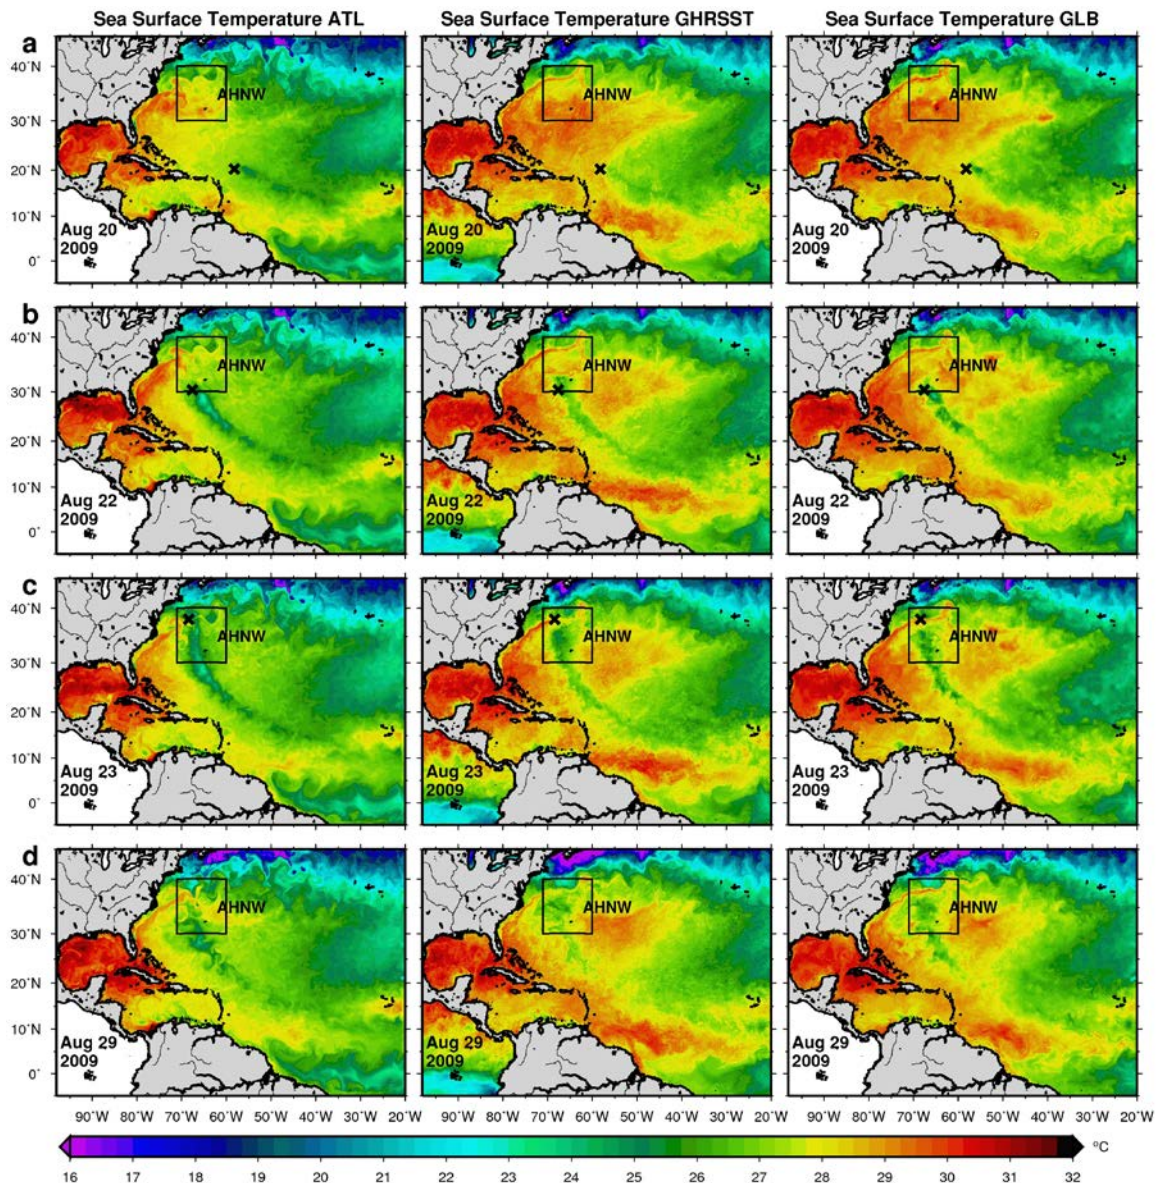 Sea Surface Temperature ATL Sea Surface Temperature GHRSST Sea Surface Temperature GLB
a
40°N
30°N
20°N
10°N
0°
AHNW AHNW AHNW
Aug 20 Aug 20 Aug 20
2009 2009 2009
b
40°N
30°N
20°N
10°N
0°
AHNW AHNW AHNW
Aug 22 Aug 22 Aug 22
2009 2009 2009
c
40°N
30°N
20°N
10°N
0°
AHNW AHNW AHNW
Aug 23 Aug 23 Aug 23
2009 2009 2009
d
40°N
30°N
20°N
10°N
0°
AHNW AHNW AHNW
Aug 29 Aug 29 Aug 29
2009 2009 2009
90°W 80°W 70°W 60°W 50°W 40°W 30°W 20°W 90°W 80°W 70°W 60°W 50°W 40°W 30°W 20°W 90°W 80°W 70°W 60°W 50°W 40°W 30°W 20°W
16 17 18 19 20 21 22 23 24 25 26 27 28 29 30 31 32 ºC